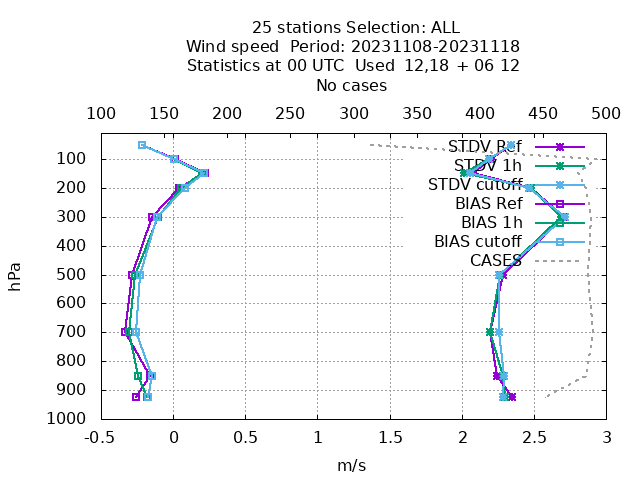 25 stations Selection: ALL
Wind speed  Period: 20231108-20231118
Statistics at 00 UTC  Used  12,18 + 06 12
No cases
100 150 200 250 300 350 400 450 500
STDV Ref
STDV 1h
STDV cutoff
BIAS Ref
BIAS 1h
BIAS cutoff
CASES
100
200
300
400
500
600
700
800
900
1000
hPa
-0.5 0 0.5 1 1.5 2 2.5 3
m/s